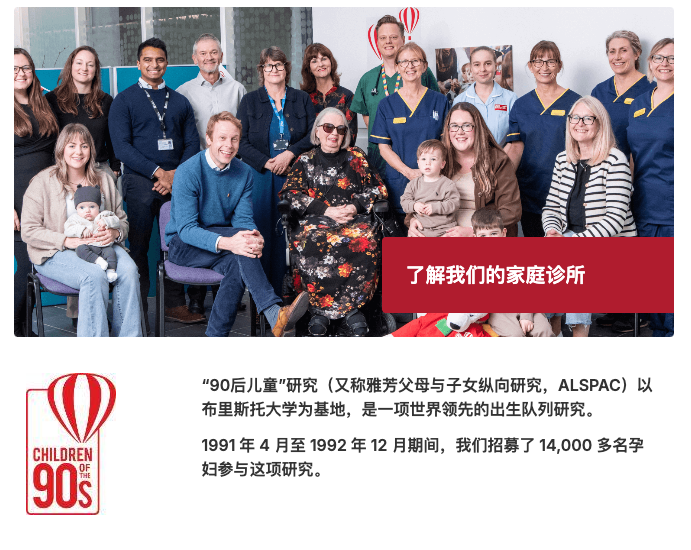 了解我们的家庭诊所
CHILDREN
OF
THE
90s
“90后儿童”研究（又称雅芳父母与子女纵向研究，ALSPAC）以
布里斯托大学为基地，是一项世界领先的出生队列研究。
1991 年 4 月至 1992 年 12 月期间，我们招募了 14,000 多名孕
妇参与这项研究。